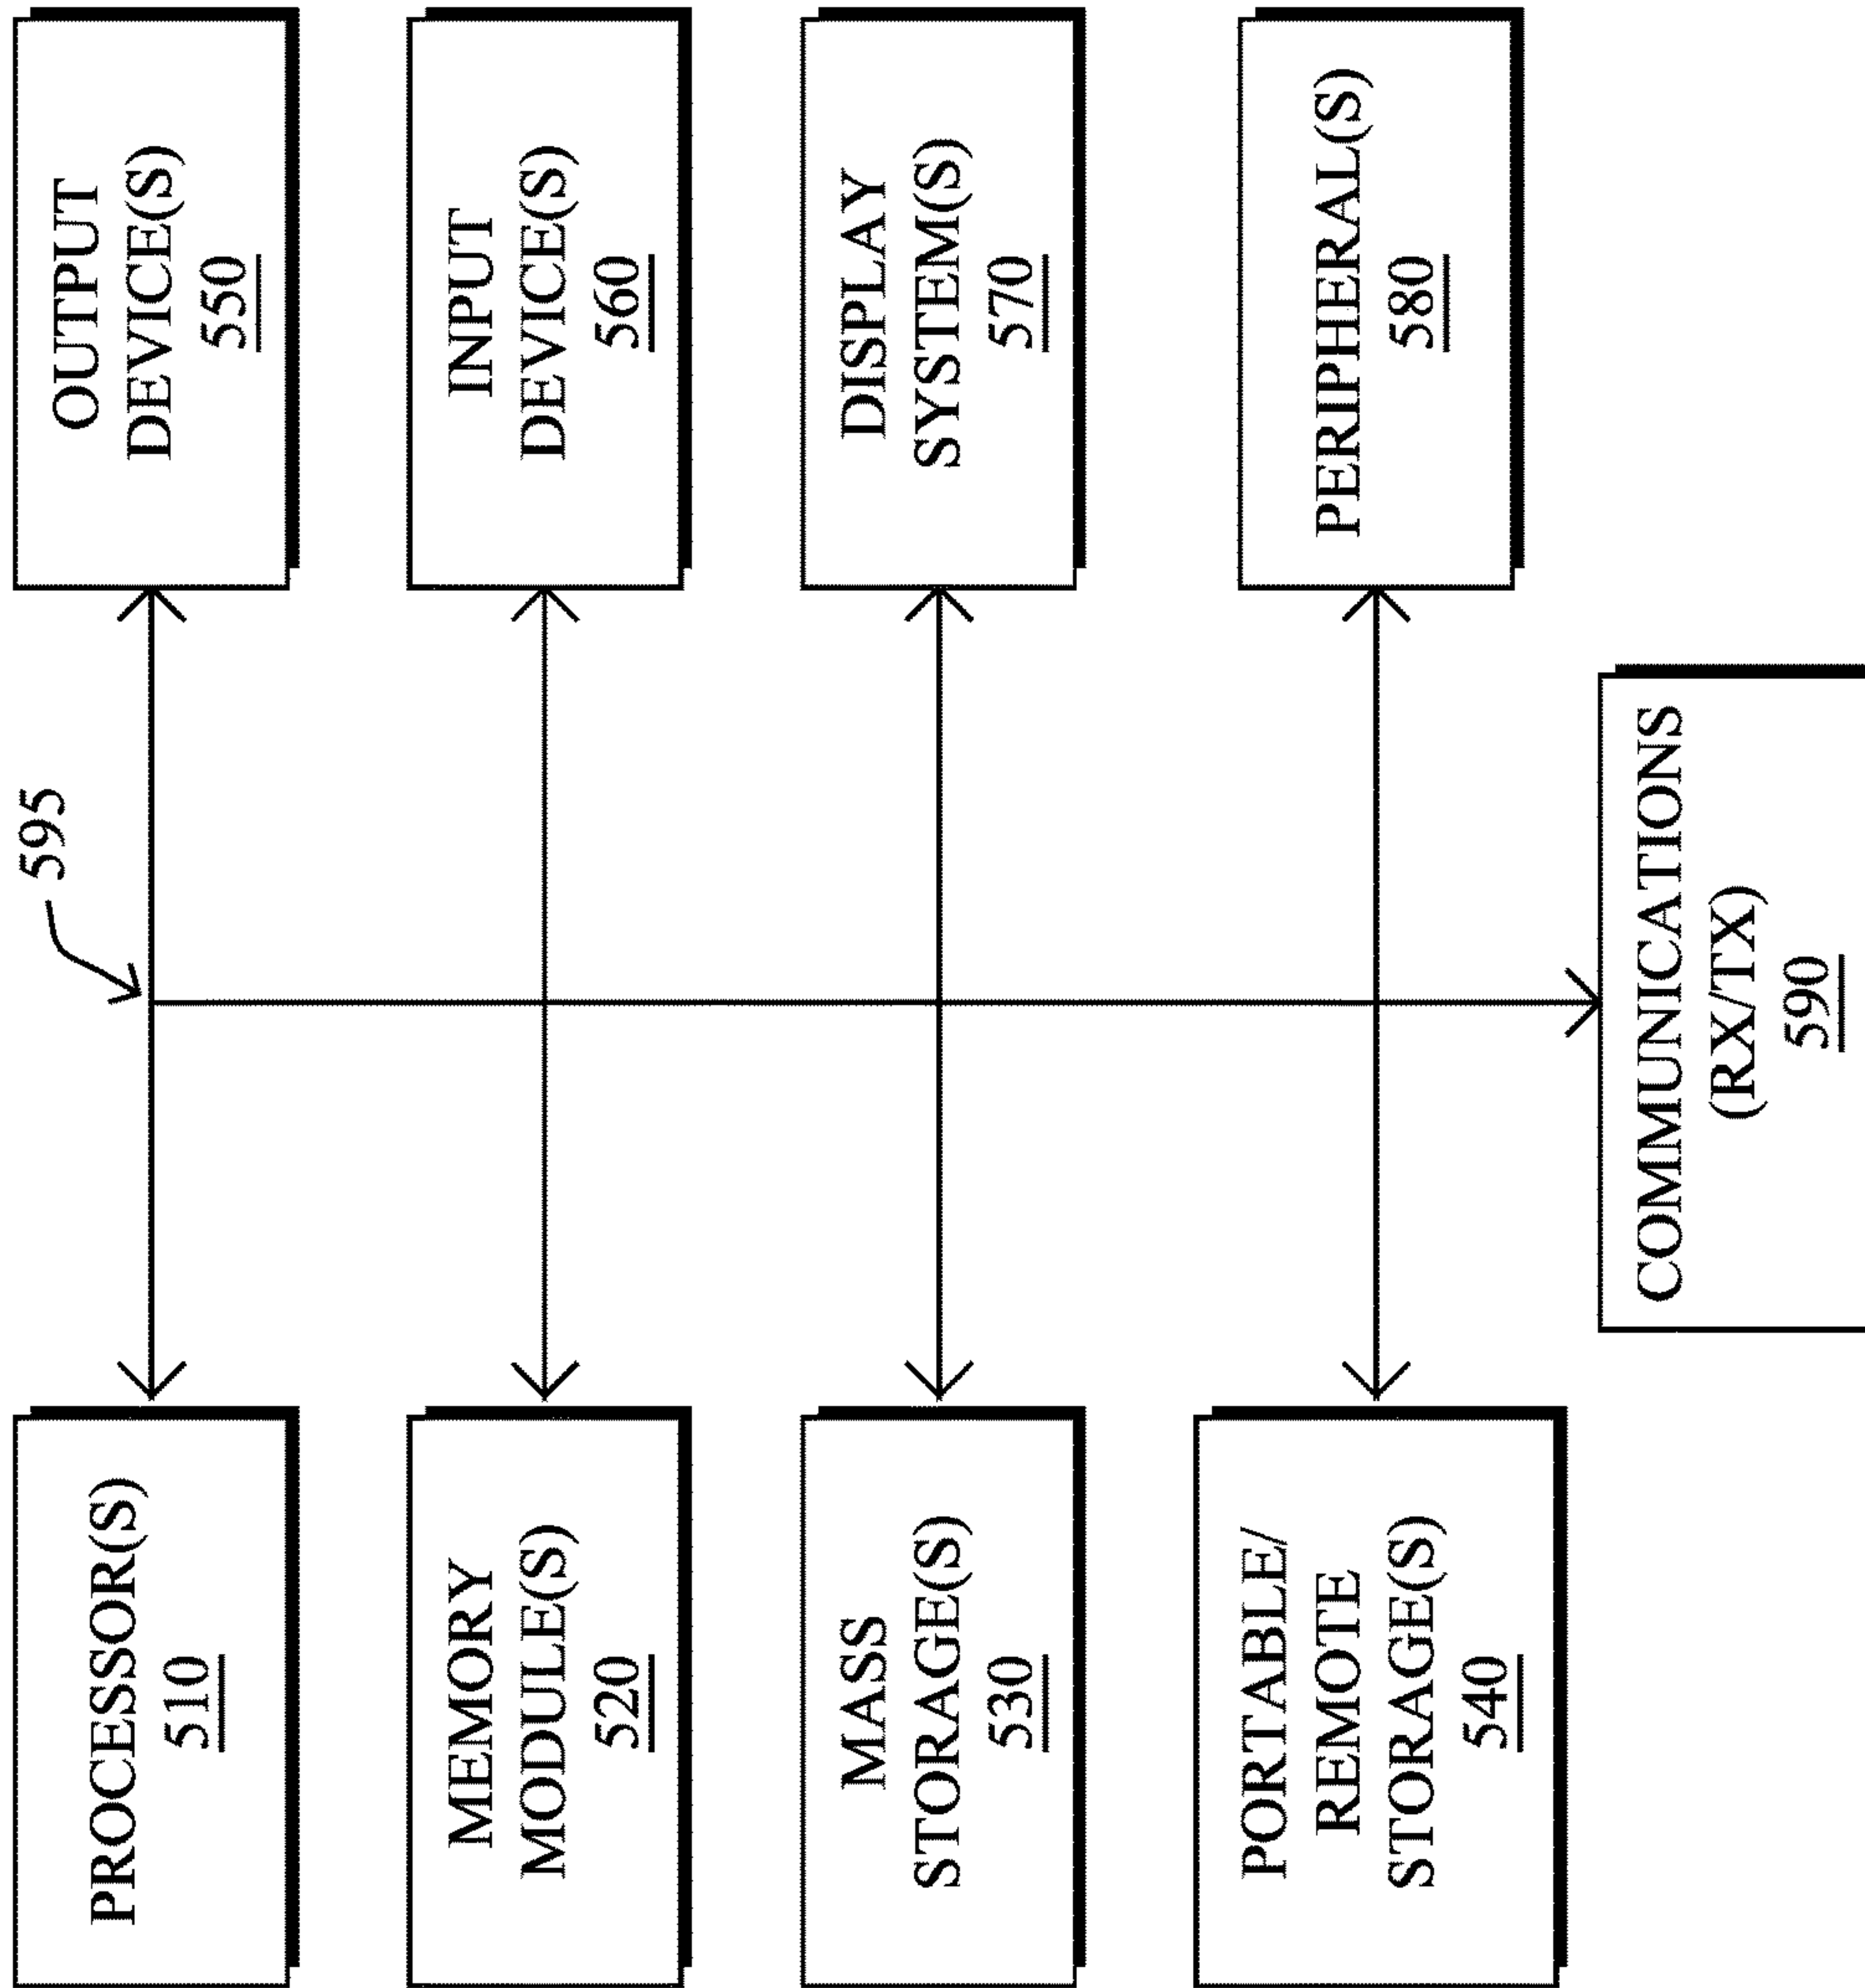 595
PROCESSOR(S)
510
OUTPUT
DEVICE(S)
550
MEMORY
MODULE(S)
520
INPUT
DEVICE(S)
560
MASS
STORAGE(S)
530
DISPLAY
SYSTEM(S)
570
PORTABLE/
REMOTE
STORAGE(S)
540
PERIPHERAL(S)
580
COMMUNICATIONS
(RX/TX)
590